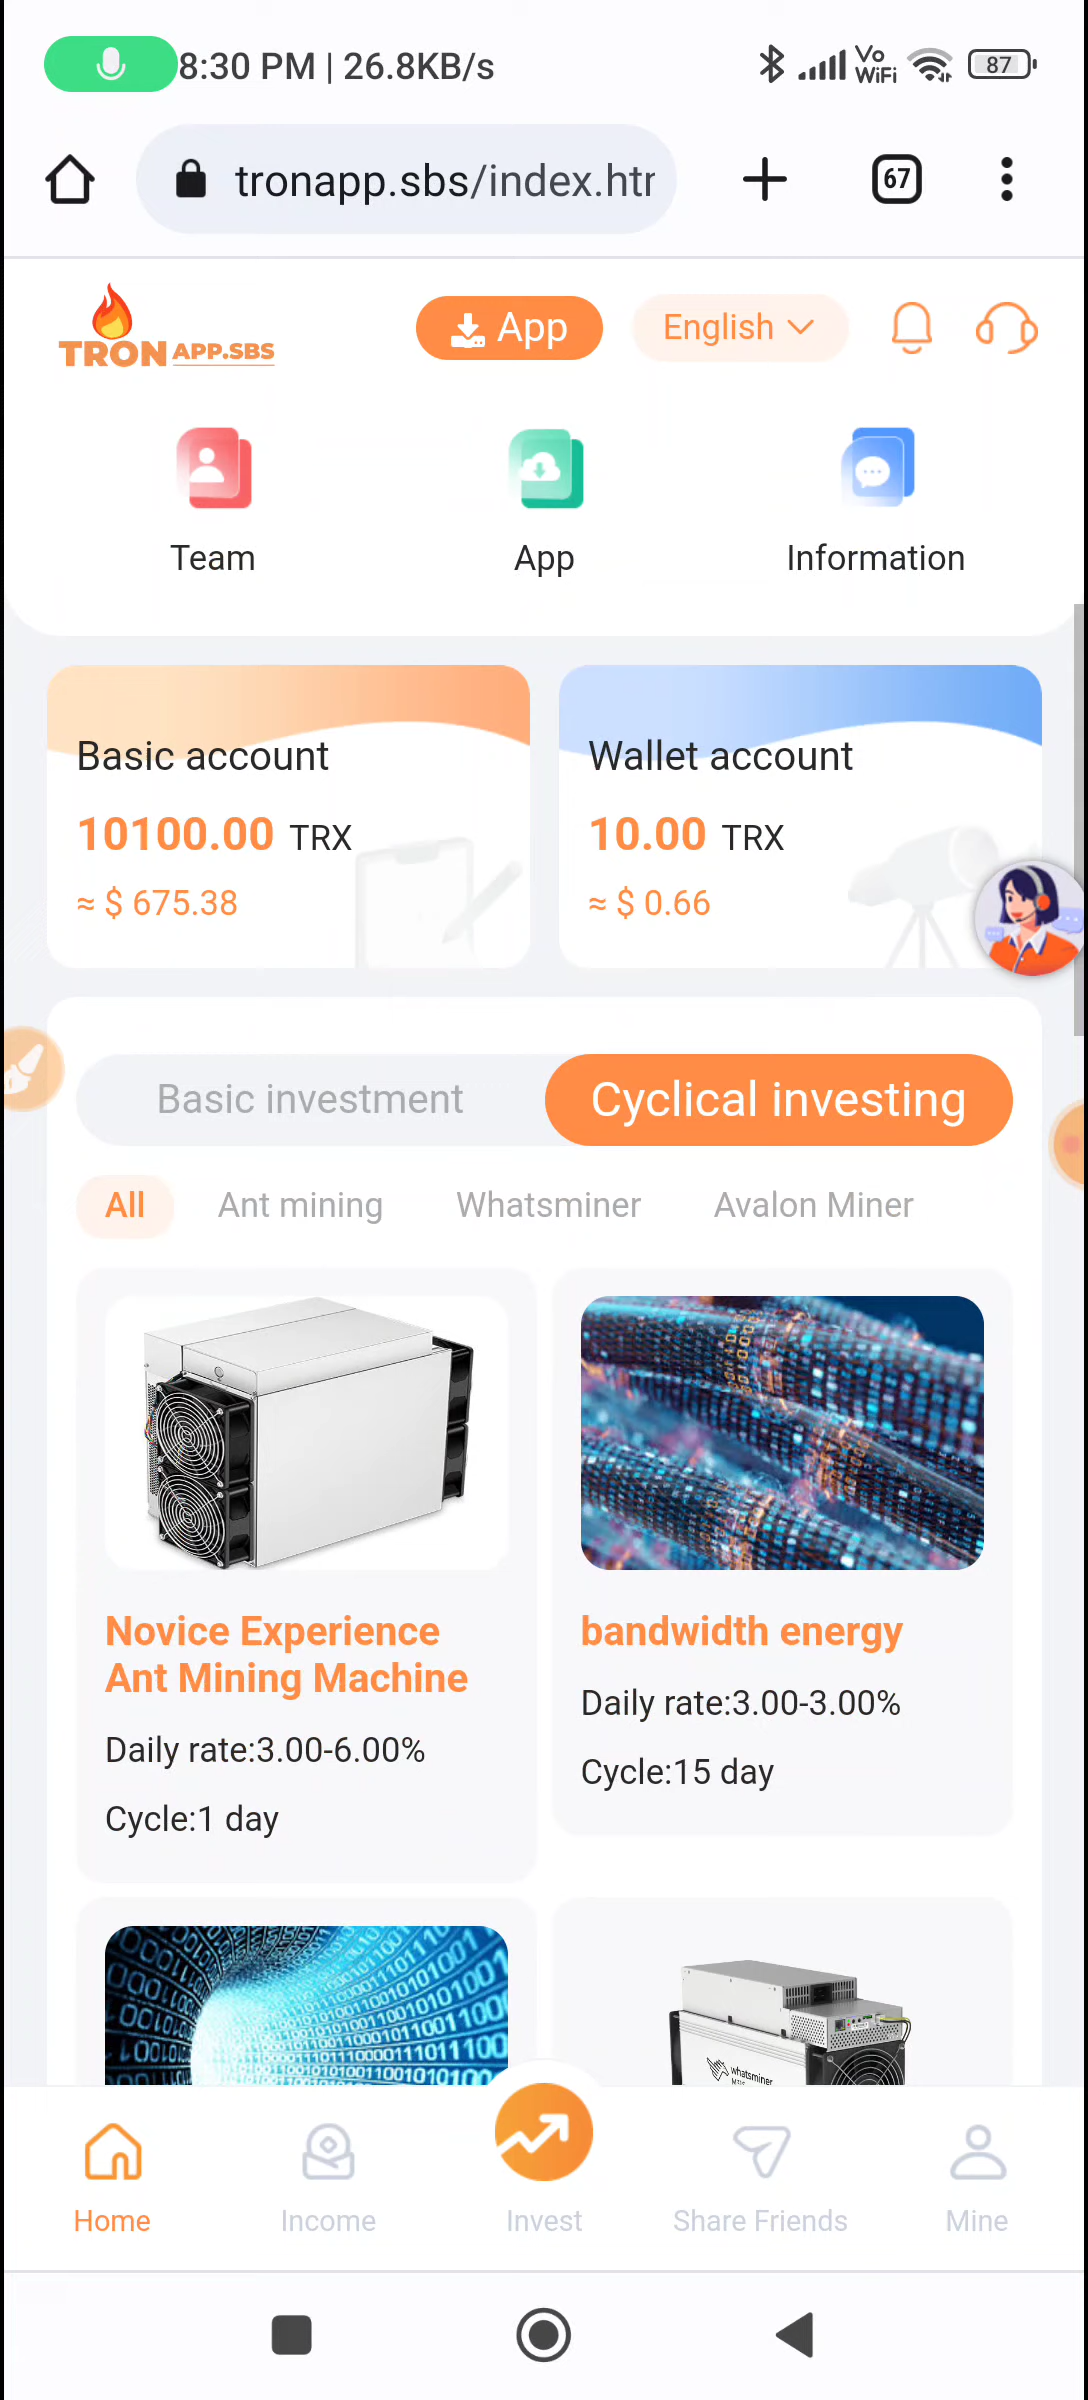 8:30 PM | 26.8KB/s
Vo
WiFi
87
tronapp.sbs/index.htr
67
TRON APP.SBS
App
English
Team
App
Information
Basic account
10100.00 TRX
≈ $ 675.38
Wallet account
10.00 TRX
≈ $ 0.66
Basic investment
Cyclical investing
All
Ant mining
Whatsminer
Avalon Miner
Novice Experience
Ant Mining Machine
Daily rate:3.00-6.00%
Cycle:1 day
bandwidth energy
Daily rate:3.00-3.00%
Cycle:15 day
whatsminer
Home
Income
Invest
Share Friends
Mine